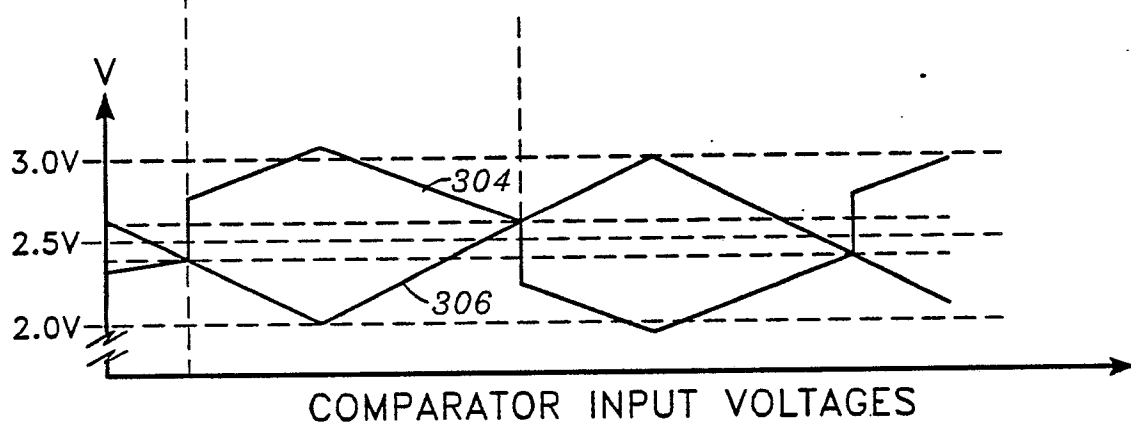 V
3.0V
304
2.5V
306
2.0V
COMPARATOR INPUT VOLTAGES